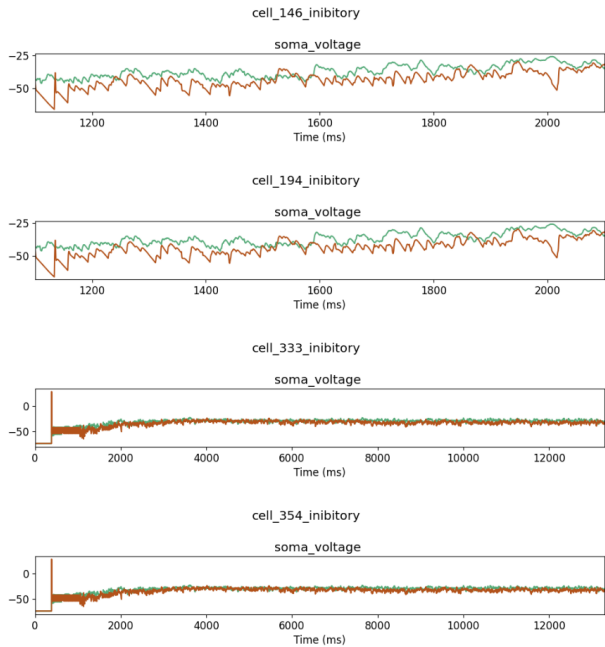 cell_146_inibitory
soma_voltage
−25
−50
1200 1400 1600 1800 2000
Time (ms)
cell_194_inibitory
soma_voltage
−25
−50
1200 1400 1600 1800 2000
Time (ms)
cell_333_inibitory
soma_voltage
0
−50
0 2000 4000 6000 8000 10000 12000
Time (ms)
cell_354_inibitory
soma_voltage
0
−50
0 2000 4000 6000 8000 10000 12000
Time (ms)